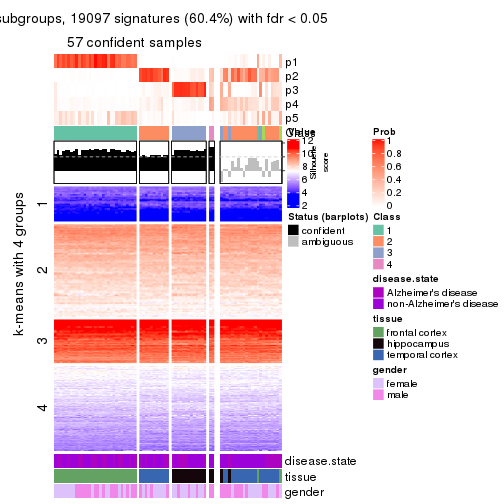 subgroups, 19097 signatures (60.4%) with fdr < 0.05
57 confident samples
p1
p2
p3
p4
p5
Class
Silhouette
score
k-means with 4 groups
1
2
3
4
disease.state
tissue
gender
Value
12
10
8
6
4
2
Status (barplots)
confident
ambiguous
Prob
1
0.8
0.6
0.4
0.2
0
Class
1
2
3
4
disease.state
Alzheimer's disease
non-Alzheimer's disease
tissue
frontal cortex
hippocampus
temporal cortex
gender
female
male